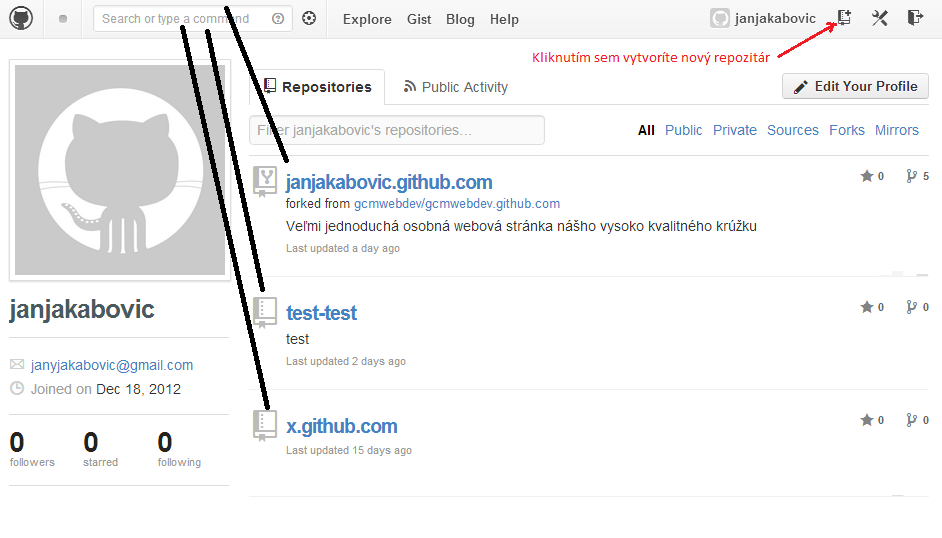 Search or type a command
Explore Gist Blog Help
janjakabovic
Kliknutím sem vytvoríte nový repozitár
Repositories
Public Activity
Edit Your Profile
Filter janjakabovic's repositories...
All Public Private Sources Forks Mirrors
janjakabovic.github.com
0 5
forked from gcmwebdev/gcmwebdev.github.com
Veľmi jednoduchá osobná webová stránka nášho vysoko kvalitného krúžku
Last updated a day ago
test-test
0 0
test
Last updated 2 days ago
x.github.com
0 0
Last updated 15 days ago
janjakabovic
janyjakabovic@gmail.com
Joined on Dec 18, 2012
0 0 0
followers starred following